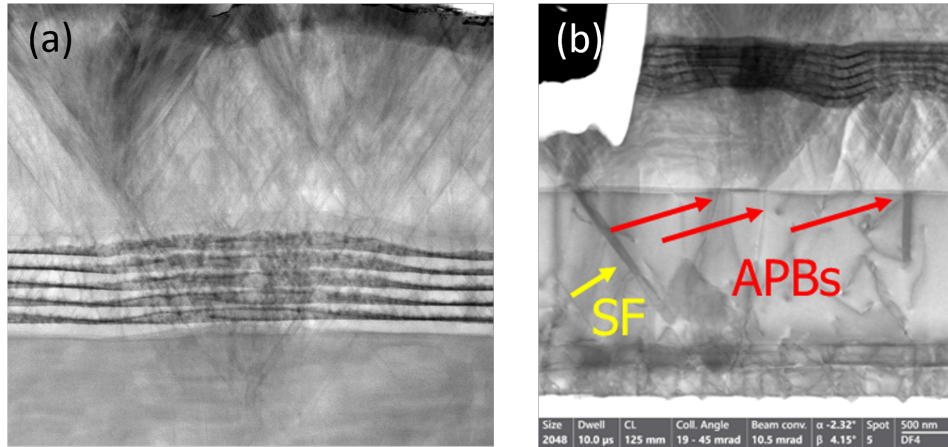 (a)
(b)
APBs
SF
Size Dwell CL Coll. Angle Beam conv. α -2.32° Spot 500 nm
2048 10.0 µs 125 mm 19 - 45 mrad 10.5 mrad β 4.15° DF4